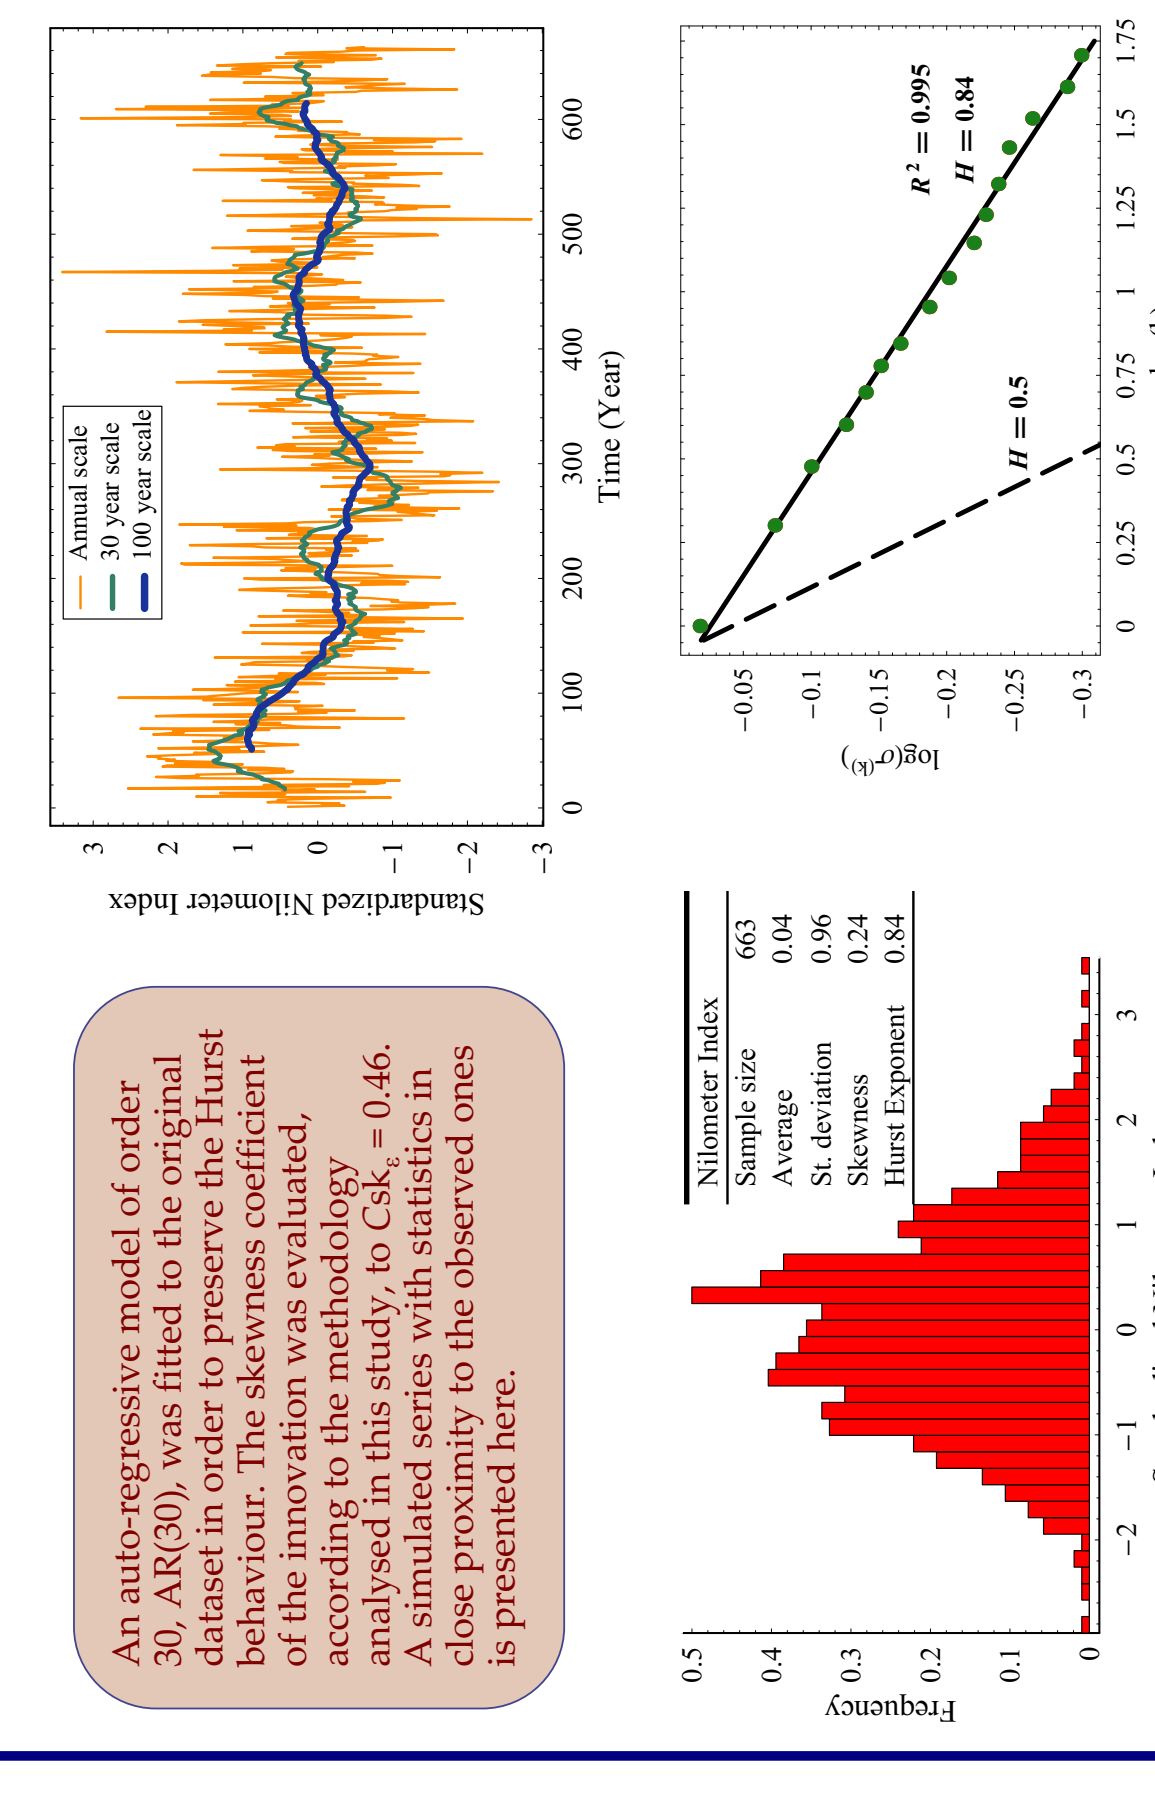 An auto-regressive model of order
30, AR(30), was fitted to the original
dataset in order to preserve the Hurst
behaviour. The skewness coefficient
of the innovation was evaluated,
according to the methodology
analysed in this study, to Cskε = 0.46.
A simulated series with statistics in
close proximity to the observed ones
is presented here.
Standardized Nilometer Index
3
2
1
0
−1
−2
−3
Annual scale
30 year scale
100 year scale
0 100 200 300 400 500 600
Time (Year)
Frequency
0.5
0.4
0.3
0.2
0.1
0
−2 −1 0 1 2 3
Nilometer Index
Sample size 663
Average 0.04
St. deviation 0.96
Skewness 0.24
Hurst Exponent 0.84
log(σ(k))
−0.05
−0.1
−0.15
−0.2
−0.25
−0.3
R² = 0.995
H = 0.84
H = 0.5
0 0.25 0.5 0.75 1 1.25 1.5 1.75